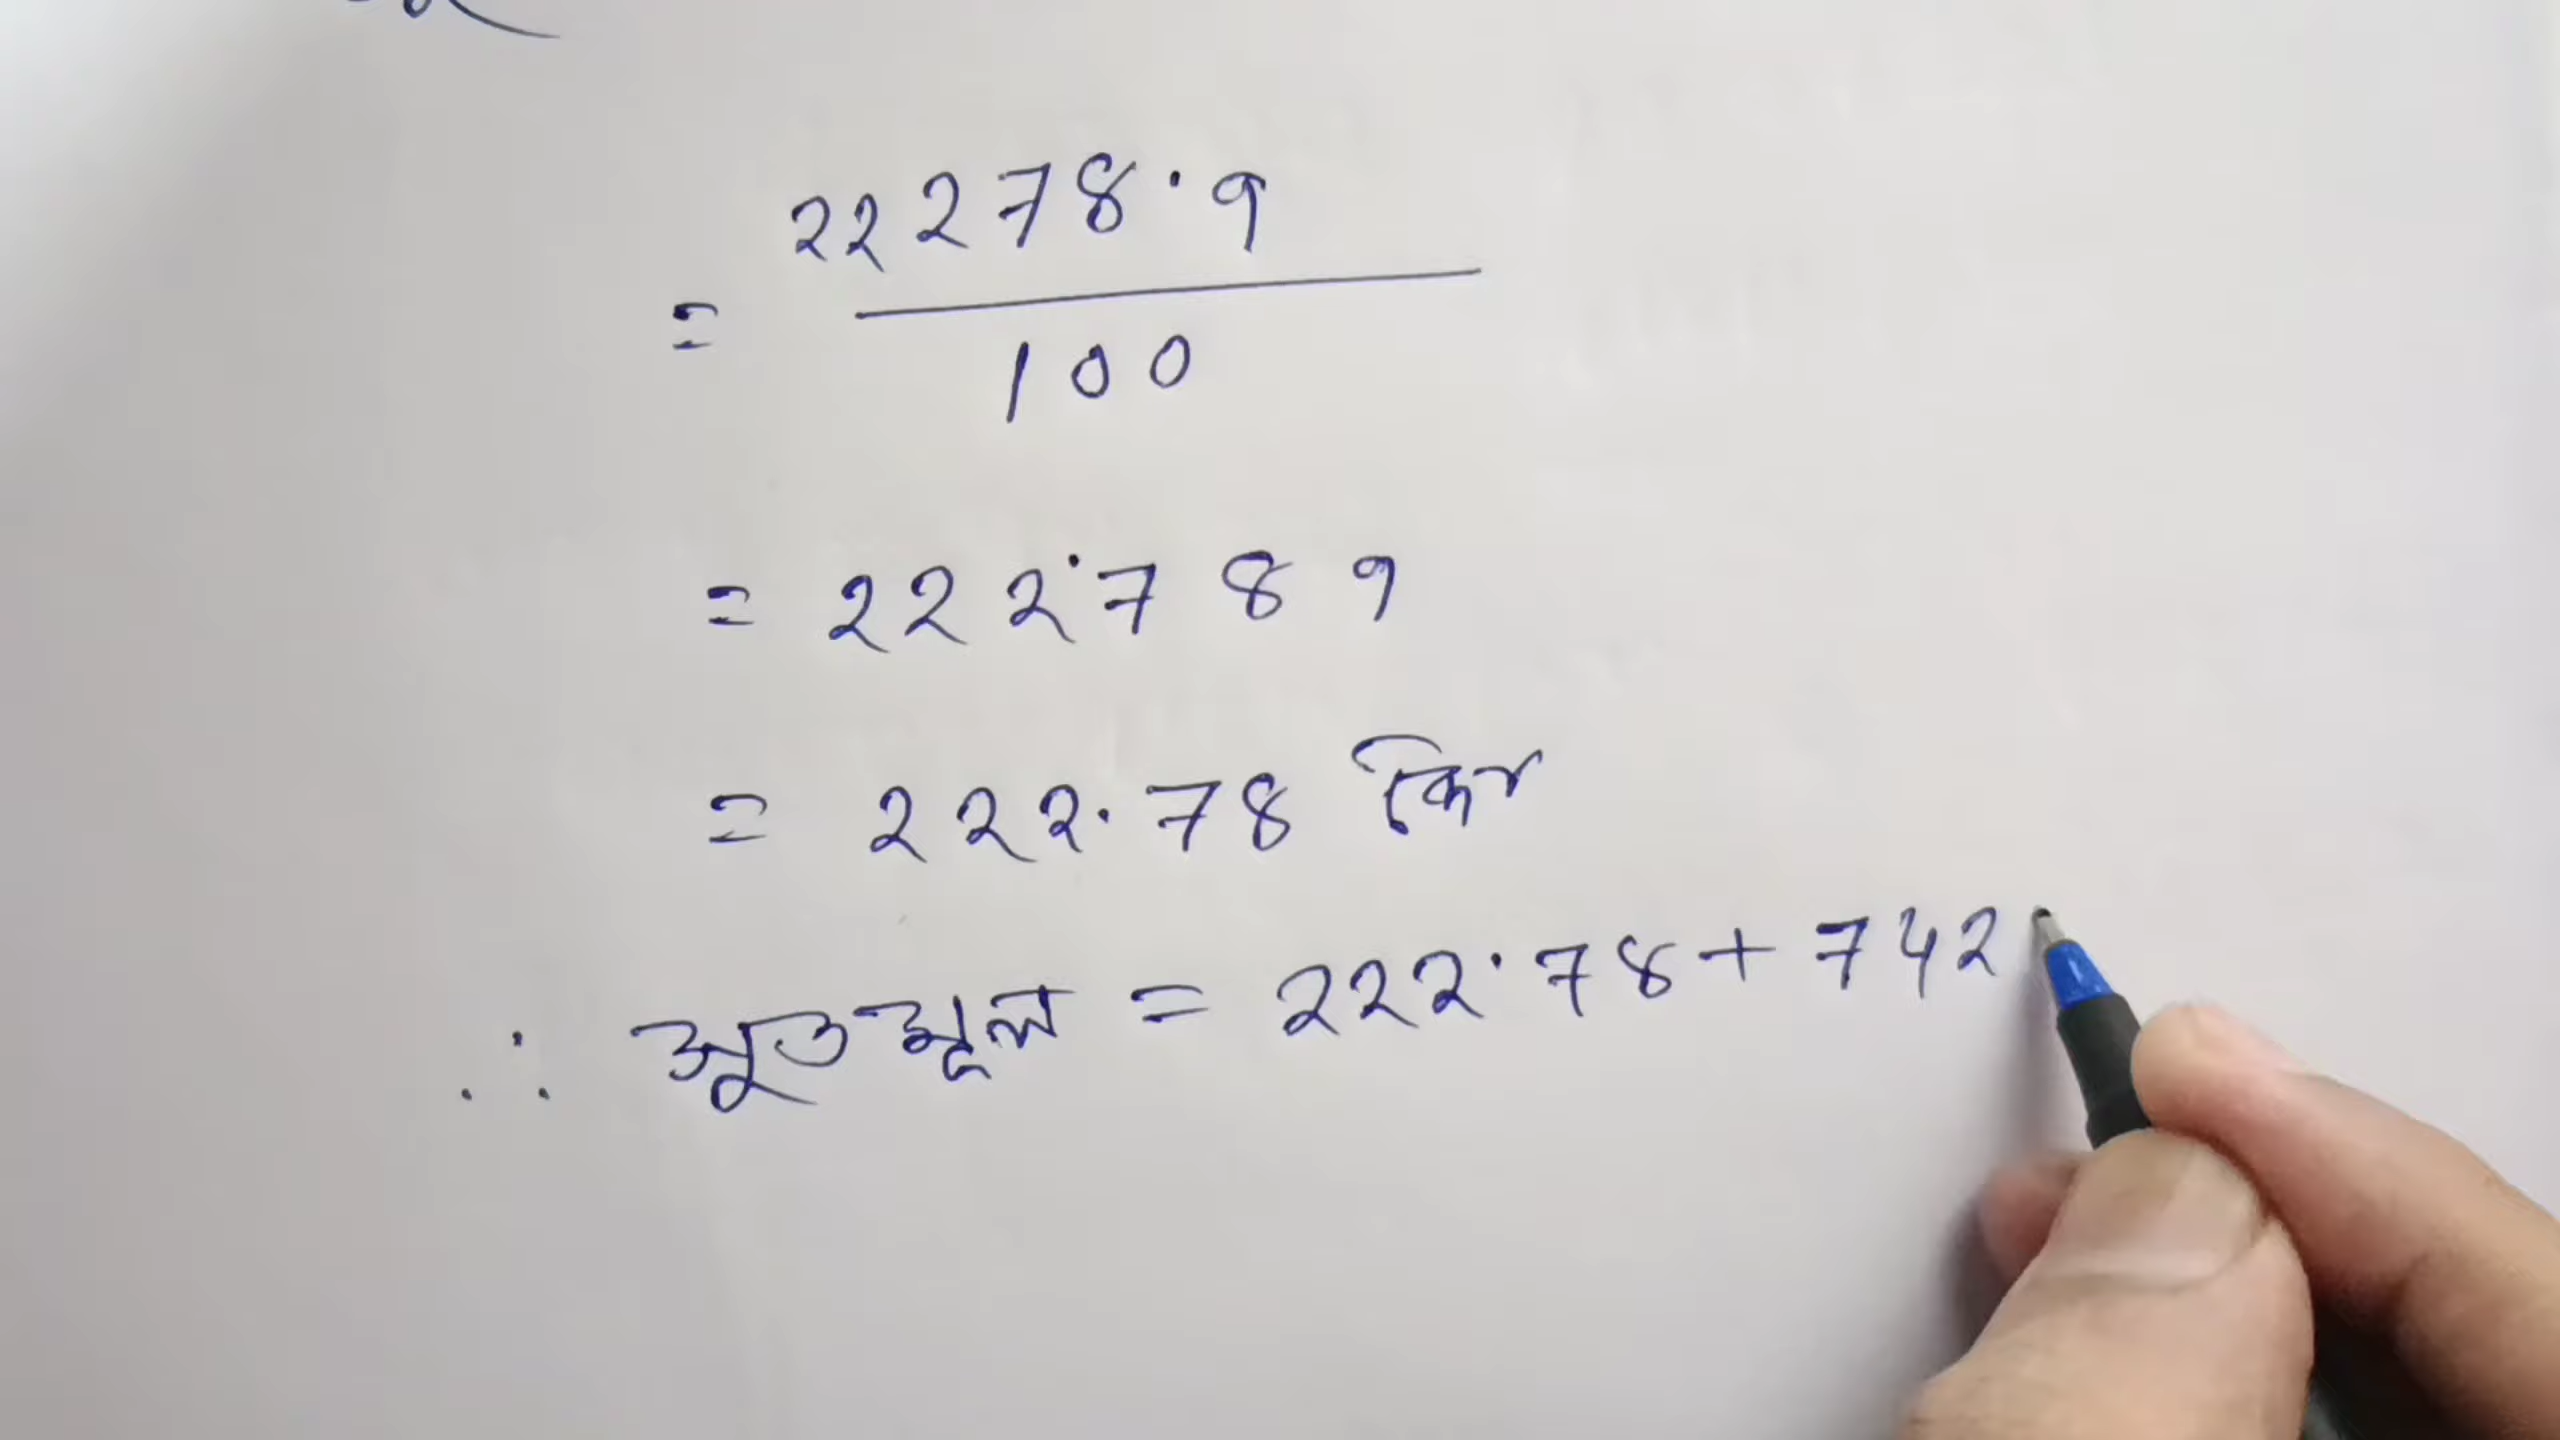 22278.9
=
100
= 222.789
= 222.78 কিঃ
∴ সুতমূল = 222.78 + 742